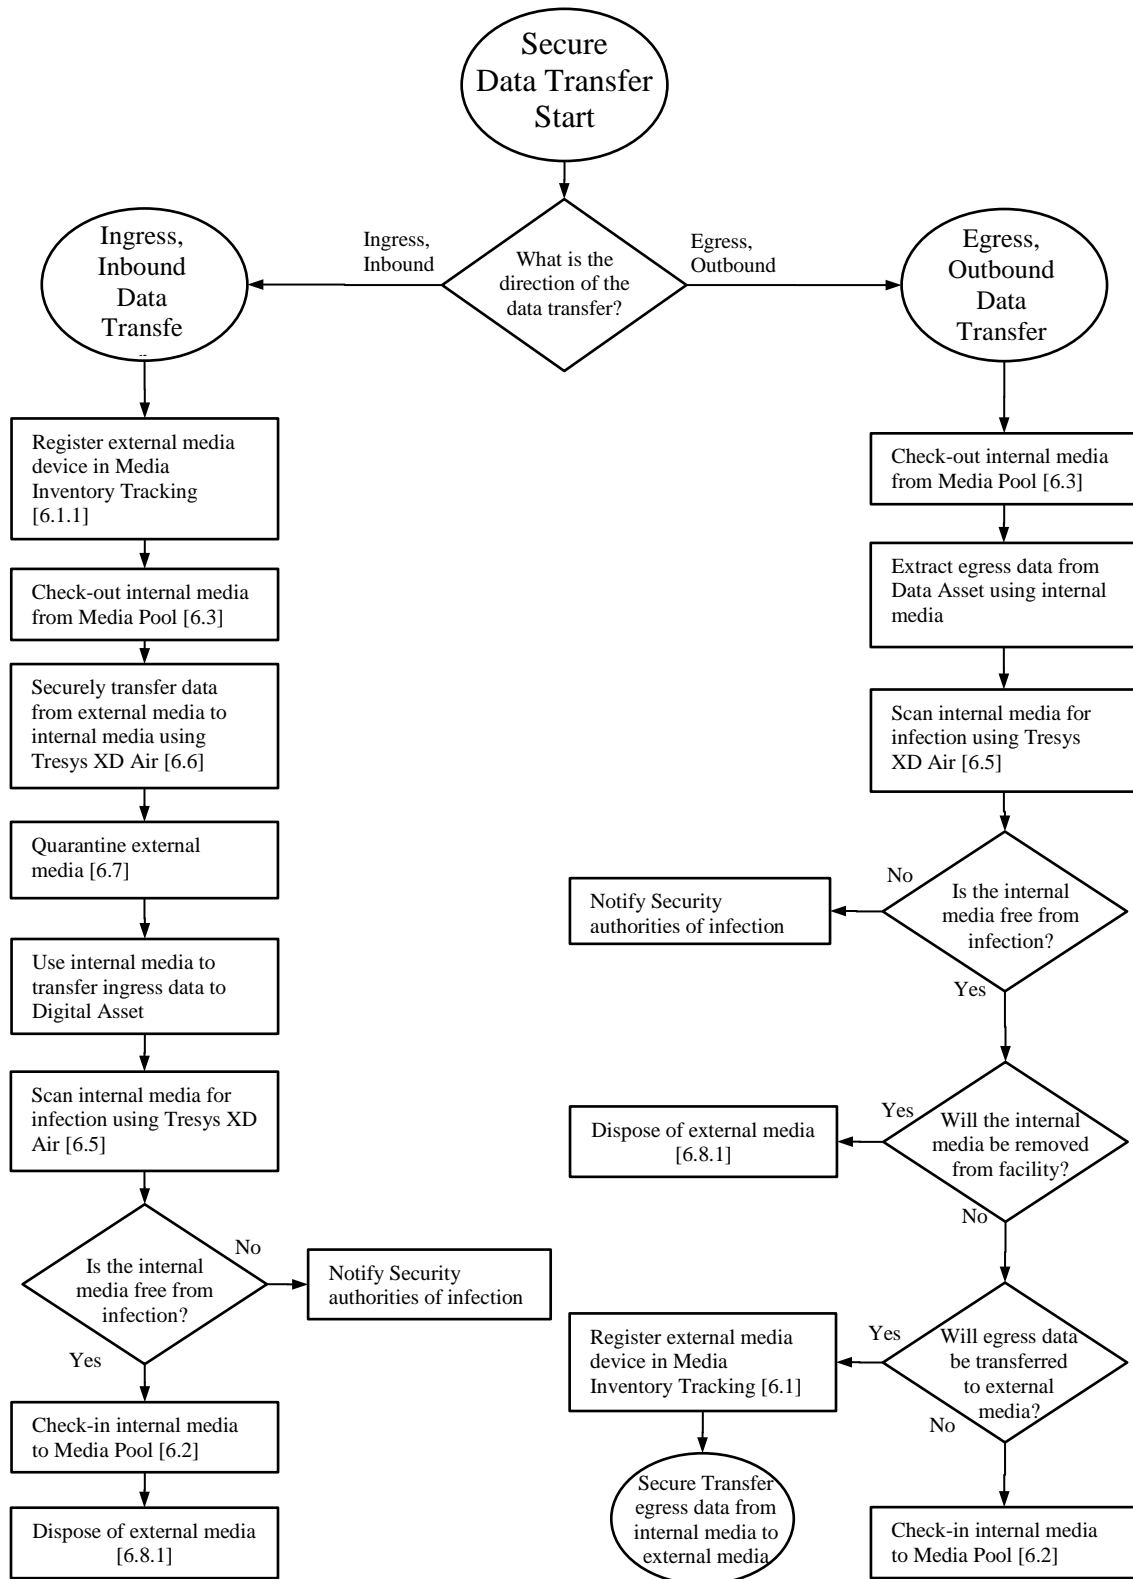 Secure
Data Transfer
Start
Ingress,
Inbound
What is the
direction of the
data transfer?
Egress,
Outbound
Ingress,
Inbound
Data
Transfe
Register external media
device in Media
Inventory Tracking
[6.1.1]
Check-out internal media
from Media Pool [6.3]
Securely transfer data
from external media to
internal media using
Tresys XD Air [6.6]
Quarantine external
media [6.7]
Use internal media to
transfer ingress data to
Digital Asset
Scan internal media for
infection using Tresys XD
Air [6.5]
Is the internal
media free from
infection?
No
Notify Security
authorities of infection
Yes
Check-in internal media
to Media Pool [6.2]
Dispose of external media
[6.8.1]
Egress,
Outbound
Data
Transfer
Check-out internal media
from Media Pool [6.3]
Extract egress data from
Data Asset using internal
media
Scan internal media for
infection using Tresys
XD Air [6.5]
Is the internal
media free from
infection?
No
Notify Security
authorities of infection
Yes
Will the internal
media be removed
from facility?
Yes
Dispose of external media
[6.8.1]
No
Will egress data
be transferred
to external
media?
Yes
Register external media
device in Media
Inventory Tracking [6.1]
Secure Transfer
egress data from
internal media to
external media
No
Check-in internal media
to Media Pool [6.2]